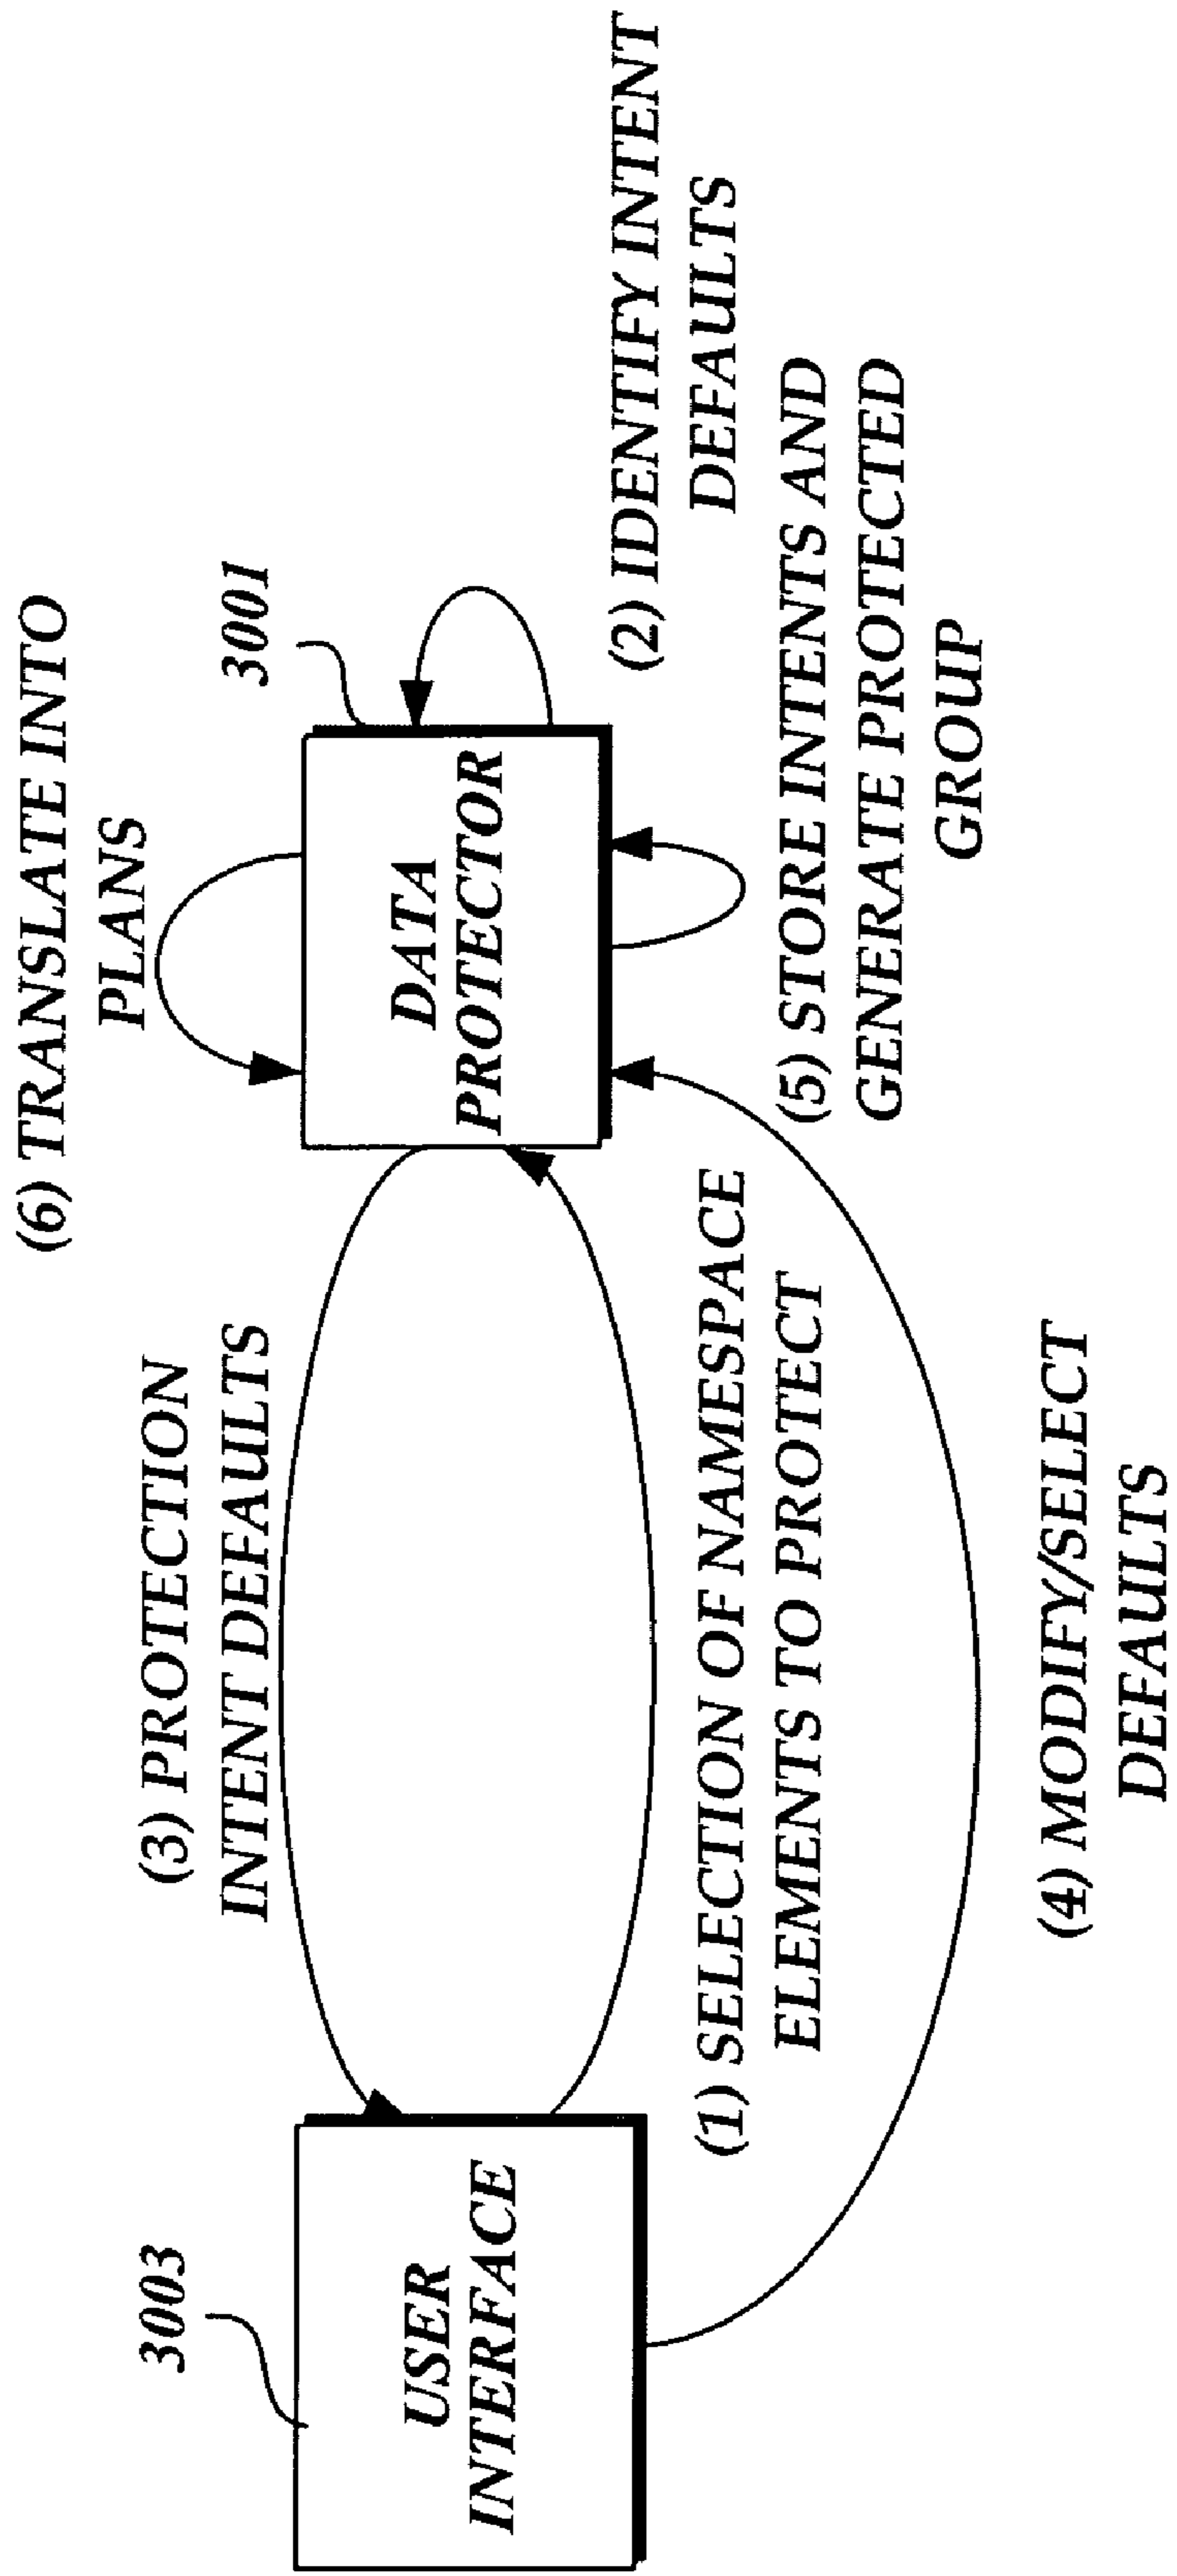 (6) TRANSLATE INTO
PLANS
3003
(3) PROTECTION
INTENT DEFAULTS
3001
USER
INTERFACE
DATA
PROTECTOR
(2) IDENTIFY INTENT
DEFAULTS
(1) SELECTION OF NAMESPACE
ELEMENTS TO PROTECT
(5) STORE INTENTS AND
GENERATE PROTECTED
GROUP
(4) MODIFY/SELECT
DEFAULTS